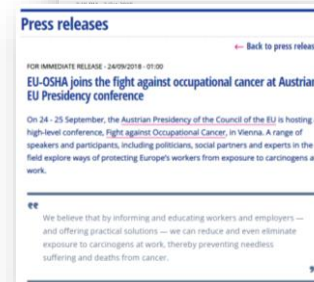 Press releases
← Back to press releas
FOR IMMEDIATE RELEASE - 24/09/2018 - 01:00
EU-OSHA joins the fight against occupational cancer at Austrian
EU Presidency conference
On 24 - 25 September, the Austrian Presidency of the Council of the EU is hosting
high-level conference, Fight against Occupational Cancer, in Vienna. A range of
speakers and participants, including politicians, social partners and experts in the
field explore ways of protecting Europe's workers from exposure to carcinogens a
work.
We believe that by informing and educating workers and employers —
and offering practical solutions — we can reduce and even eliminate
exposure to carcinogens at work, thereby preventing needless
suffering and deaths from cancer.